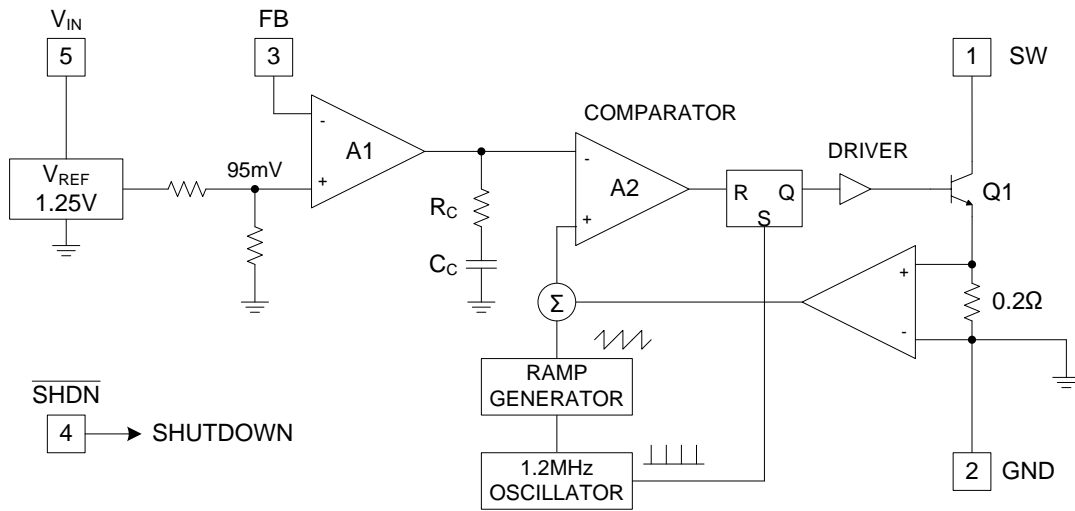 VIN
5
FB
3
1
SW
COMPARATOR
DRIVER
-
A1
+
95mV
VREF
1.25V
-
A2
+
R
Q
S
Q1
RC
CC
Σ
+
-
0.2Ω
RAMP
GENERATOR
SHDN
4
SHUTDOWN
1.2MHz
OSCILLATOR
2
GND